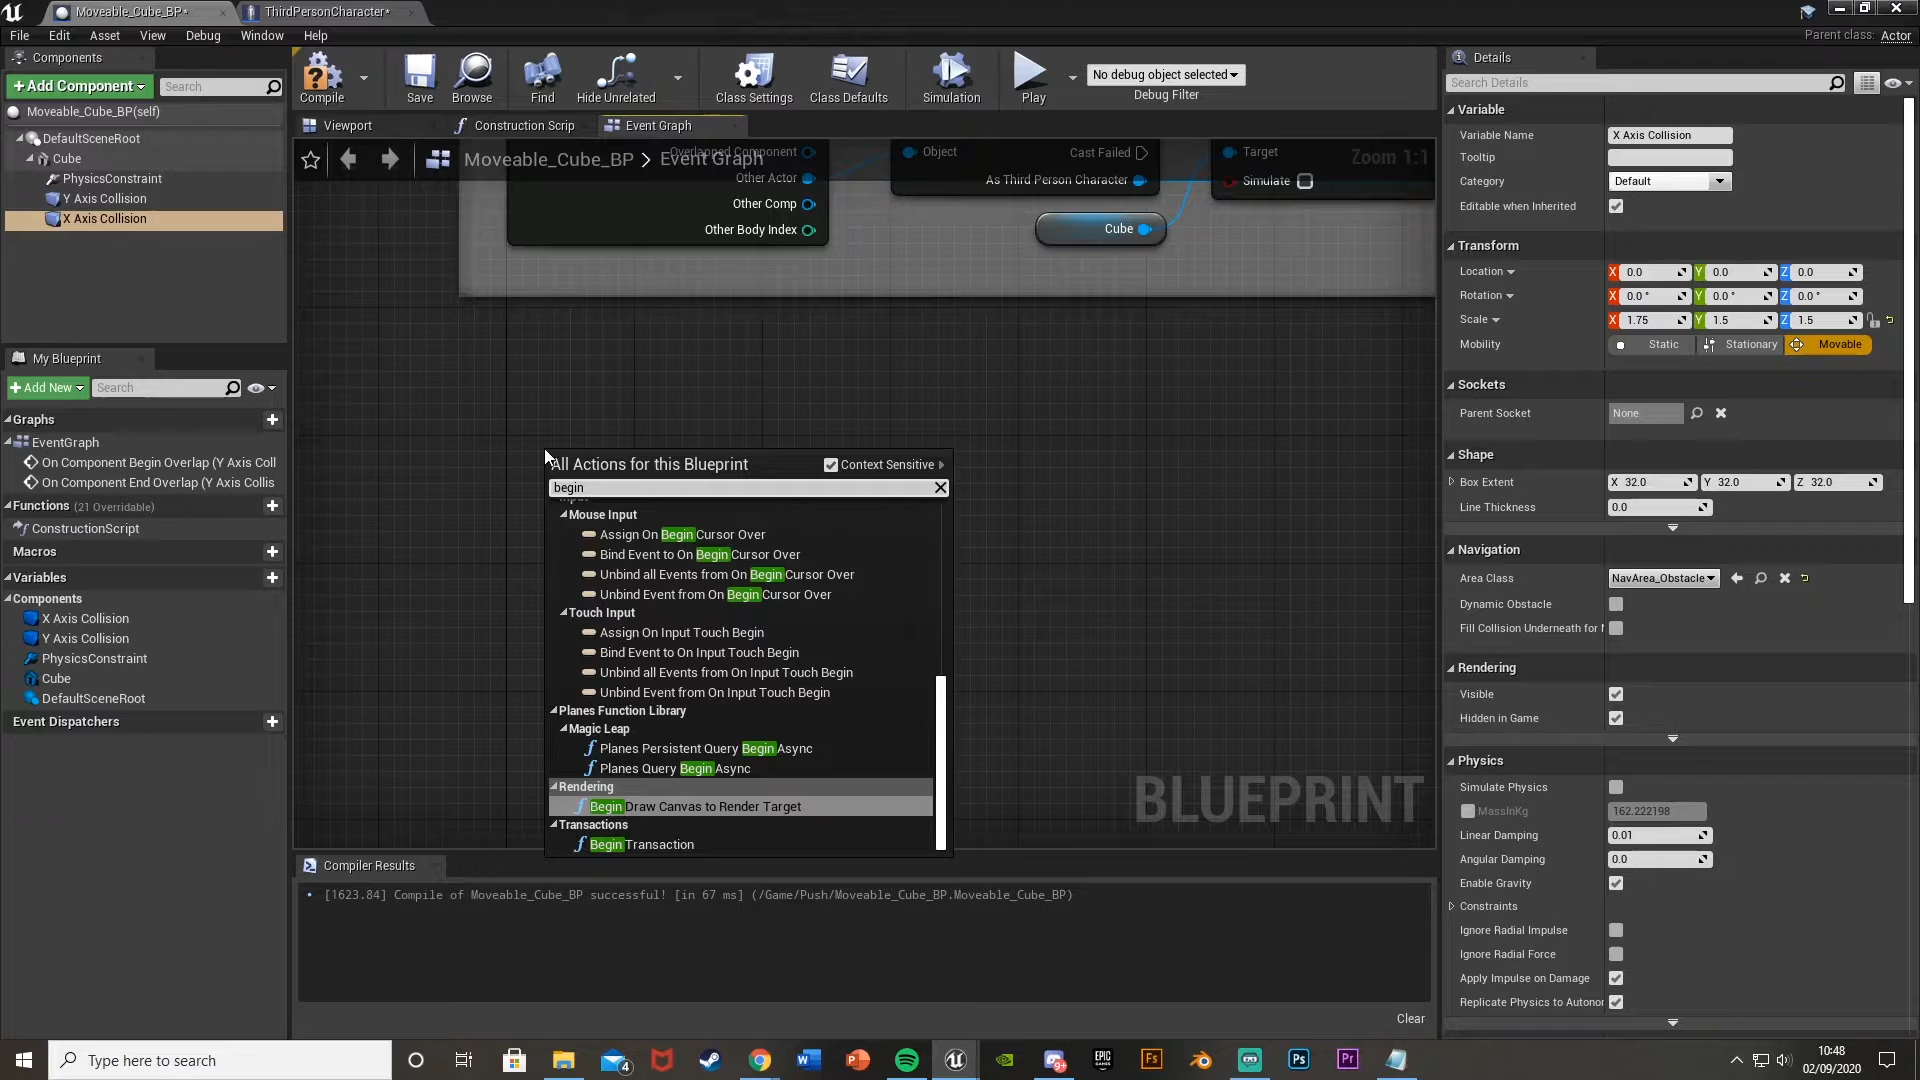 Moveable_Cube_BP*
ThirdPersonCharacter*
File Edit Asset View Debug Window Help
Parent class: Actor
Components
+ Add Component
Search
Moveable_Cube_BP(self)
DefaultSceneRoot
Cube
PhysicsConstraint
Y Axis Collision
X Axis Collision
Compile
Save
Browse
Find
Hide Unrelated
Class Settings
Class Defaults
Simulation
Play
No debug object selected
Debug Filter
Viewport
Construction Scrip
Event Graph
Moveable_Cube_BP > Event Graph
Zoom 1:1
Overlapped Component
Other Actor
Other Comp
Other Body Index
Object
Cast Failed
As Third Person Character
Target
Simulate
Cube
BLUEPRINT
All Actions for this Blueprint
Context Sensitive
begin
Mouse Input
Assign On Begin Cursor Over
Bind Event to On Begin Cursor Over
Unbind all Events from On Begin Cursor Over
Unbind Event from On Begin Cursor Over
Touch Input
Assign On Input Touch Begin
Bind Event to On Input Touch Begin
Unbind all Events from On Input Touch Begin
Unbind Event from On Input Touch Begin
Planes Function Library
Magic Leap
Planes Persistent Query Begin Async
Planes Query Begin Async
Rendering
Begin Draw Canvas to Render Target
Transactions
Begin Transaction
My Blueprint
+ Add New
Search
Graphs
EventGraph
On Component Begin Overlap (Y Axis Coll
On Component End Overlap (Y Axis Collis
Functions (21 Overridable)
ConstructionScript
Macros
Variables
Components
X Axis Collision
Y Axis Collision
PhysicsConstraint
Cube
DefaultSceneRoot
Event Dispatchers
Compiler Results
[1623.84] Compile of Moveable_Cube_BP successful! [in 67 ms] (/Game/Push/Moveable_Cube_BP.Moveable_Cube_BP)
Clear
Details
Search Details
Variable
Variable Name X Axis Collision
Tooltip
Category Default
Editable when Inherited
Transform
Location X 0.0 Y 0.0 Z 0.0
Rotation X 0.0 ° Y 0.0 ° Z 0.0 °
Scale X 1.75 Y 1.5 Z 1.5
Mobility Static Stationary Movable
Sockets
Parent Socket None
Shape
Box Extent X 32.0 Y 32.0 Z 32.0
Line Thickness 0.0
Navigation
Area Class NavArea_Obstacle
Dynamic Obstacle
Fill Collision Underneath for
Rendering
Visible
Hidden in Game
Physics
Simulate Physics
MassInKg 162.222198
Linear Damping 0.01
Angular Damping 0.0
Enable Gravity
Constraints
Ignore Radial Impulse
Ignore Radial Force
Apply Impulse on Damage
Replicate Physics to Autonor
Type here to search
4
9+
EPIC GAMES
Fs
Ps
Pr
10:48
02/09/2020